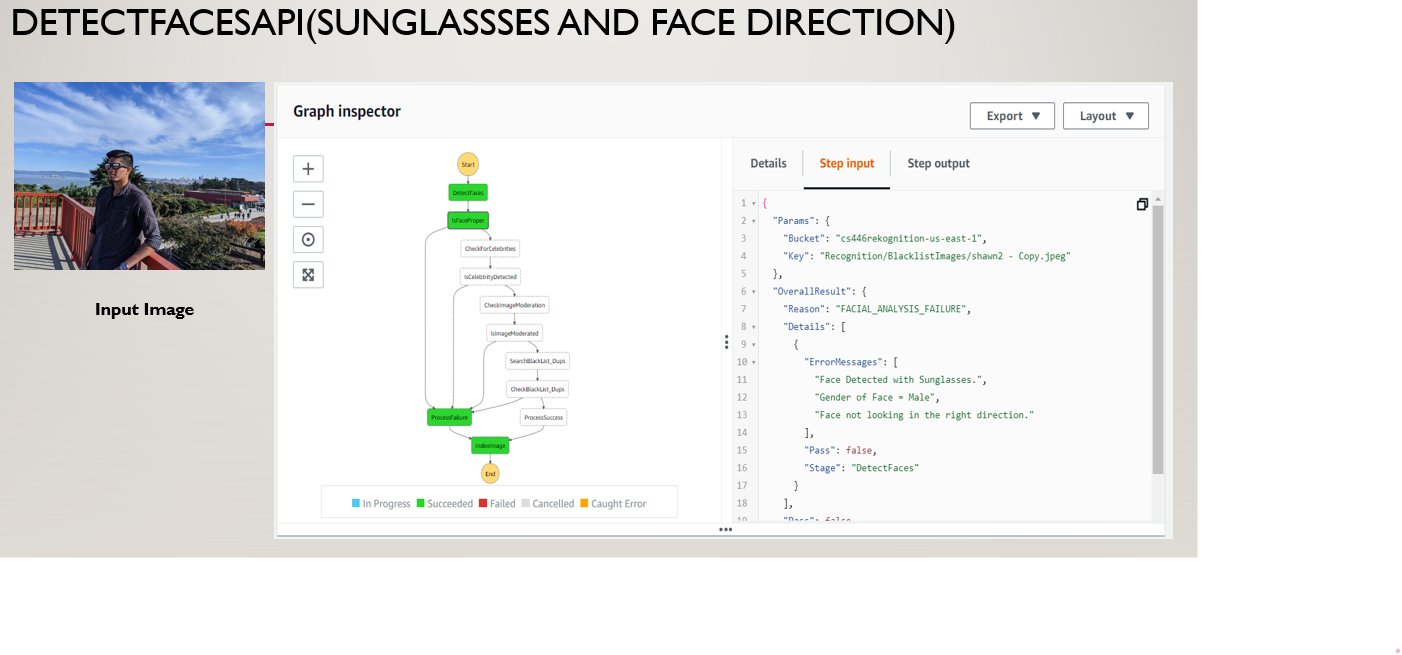 DETECTFACESAPI(SUNGLASSSES AND FACE DIRECTION)
Input Image
Graph inspector
Export
Layout
Start
DetectFaces
IsFaceProper
CheckForCelebrities
IsCelebtrityDetected
CheckImageModeration
IsImageModerated
SearchBlackList_Dups
CheckBlackList_Dups
ProcessFailure
ProcessSuccess
IndexImage
End
In Progress Succeeded Failed Cancelled Caught Error
Details Step input Step output
1 {
2 "Params": {
3 "Bucket": "cs446rekognition-us-east-1",
4 "Key": "Recognition/BlacklistImages/shawn2 - Copy.jpeg"
5 },
6 "OverallResult": {
7 "Reason": "FACIAL_ANALYSIS_FAILURE",
8 "Details": [
9 {
10 "ErrorMessages": [
11 "Face Detected with Sunglasses.",
12 "Gender of Face = Male",
13 "Face not looking in the right direction."
14 ],
15 "Pass": false,
16 "Stage": "DetectFaces"
17 }
18 ],
19 "Pass": false